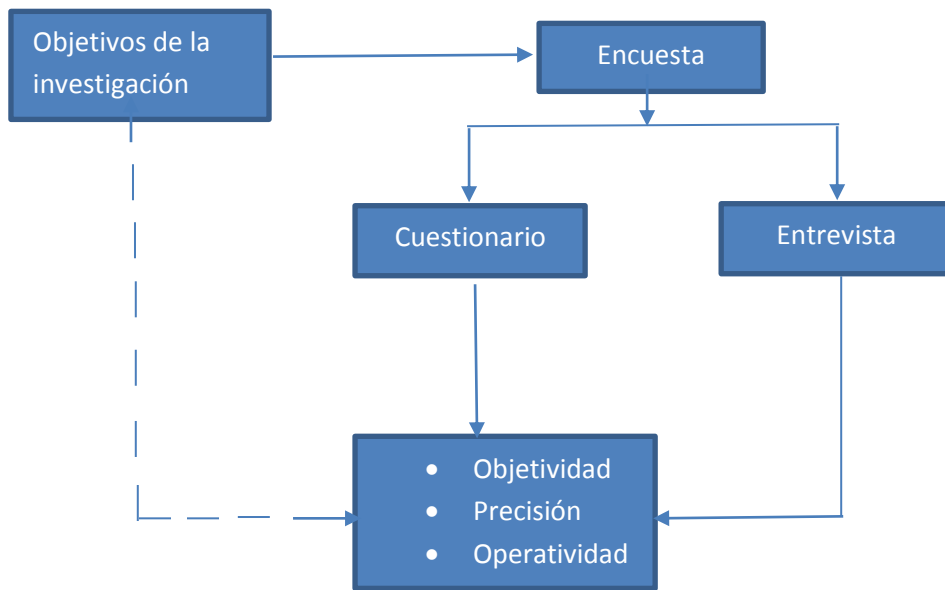 Objetivos de la
investigación
Encuesta
Cuestionario
Entrevista
• Objetividad
• Precisión
• Operatividad